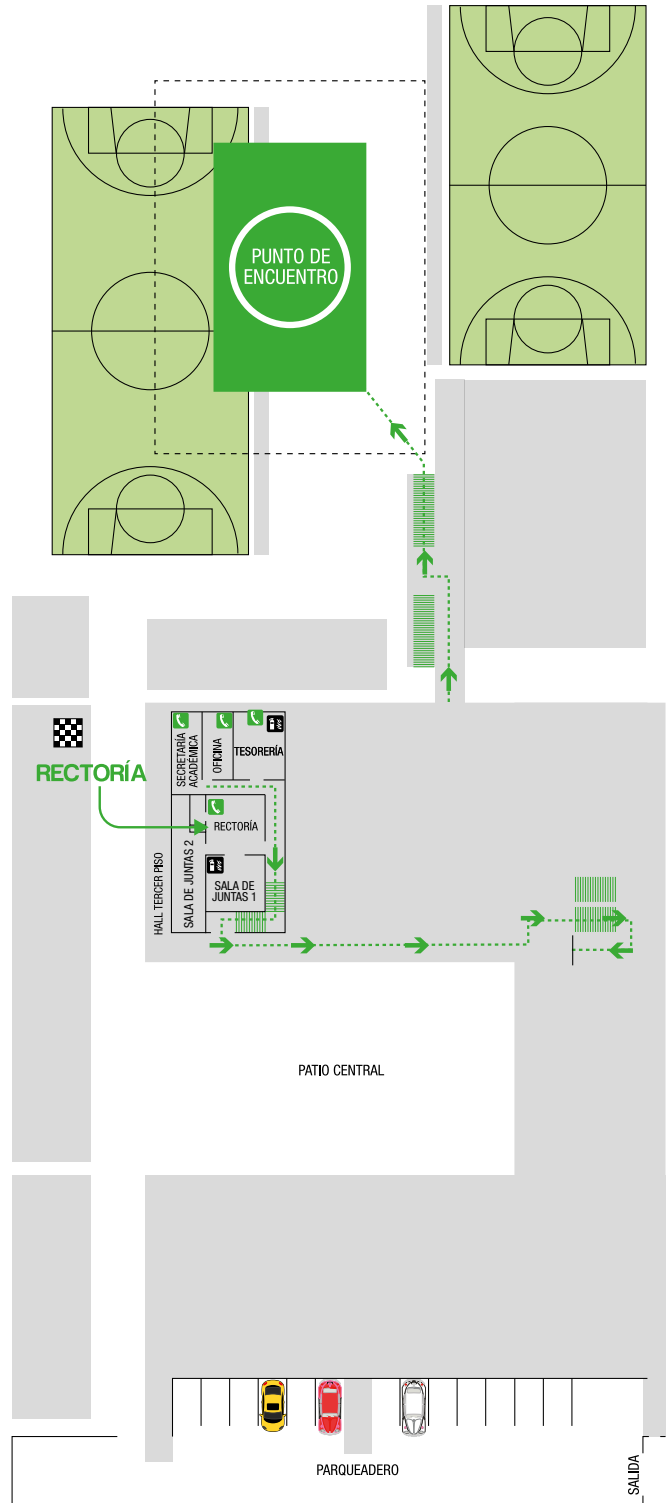 PUNTO DE
ENCUENTRO
RECTORÍA
SECRETARÍA
ACADÉMICA
OFICINA
TESORERÍA
RECTORÍA
HALL TERCER PISO
SALA DE JUNTAS 2
SALA DE
JUNTAS 1
PATIO CENTRAL
PARQUEADERO
SALIDA